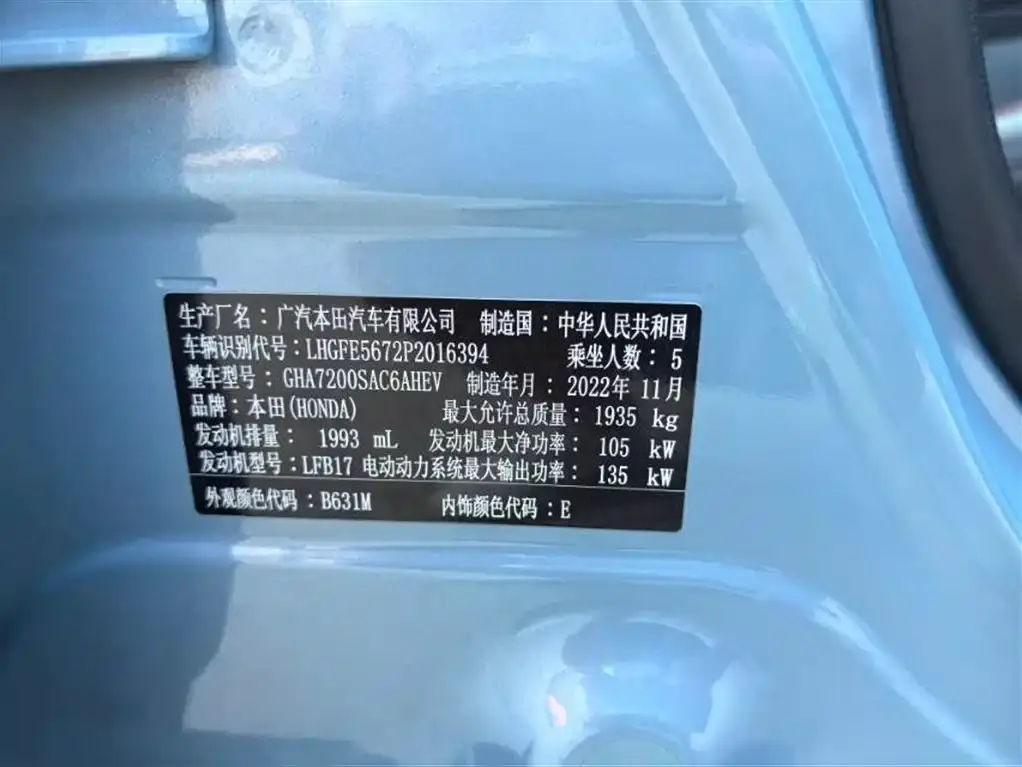 生产厂名：广汽本田汽车有限公司 制造国：中华人民共和国
车辆识别代号：LHGFE5672P2016394 乘坐人数：5
整车型号：GHA7200SAC6AHEV 制造年月：2022年 11月
品牌：本田(HONDA) 最大允许总质量：1935 kg
发动机排量：1993 mL 发动机最大净功率：105 kW
发动机型号：LFB17 电动动力系统最大输出功率：135 kW
外观颜色代码：B631M 内饰颜色代码：E